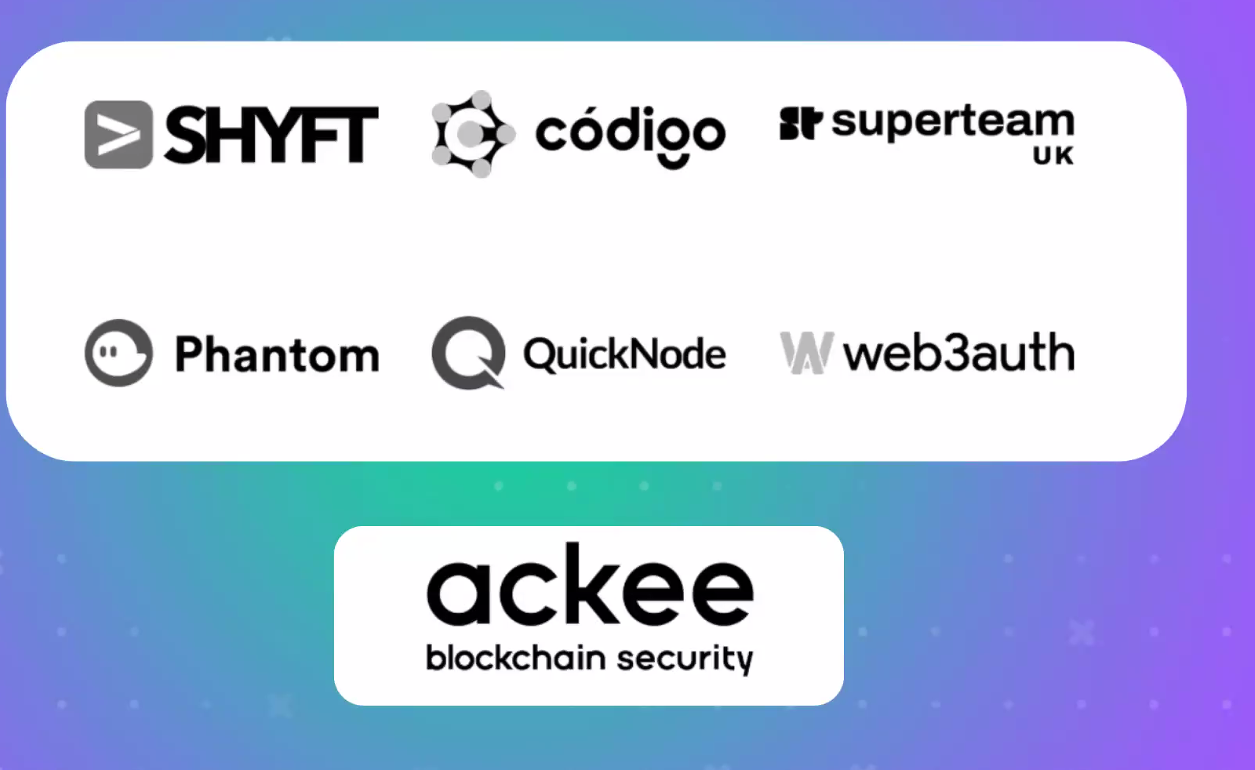 SHYFT
código
superteam
UK
Phantom
QuickNode
web3auth
ackee
blockchain security